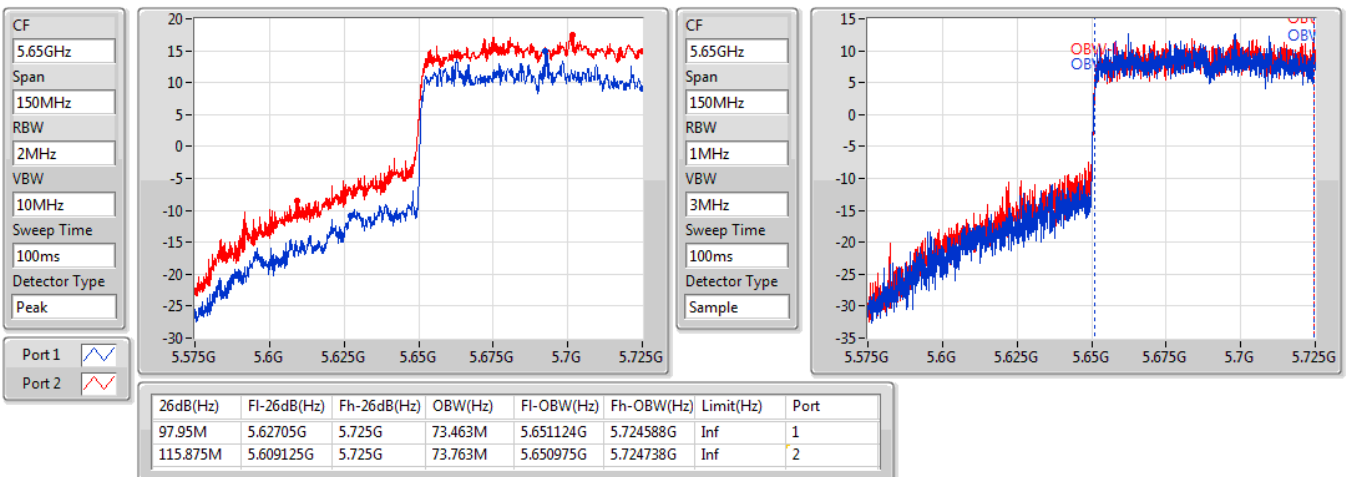 CF
5.65GHz
Span
150MHz
RBW
2MHz
VBW
10MHz
Sweep Time
100ms
Detector Type
Peak
Port 1
Port 2
20
15
10
5
0
-5
-10
-15
-20
-25
-30
5.575G 5.6G 5.625G 5.65G 5.675G 5.7G 5.725G
CF
5.65GHz
Span
150MHz
RBW
1MHz
VBW
3MHz
Sweep Time
100ms
Detector Type
Sample
15
10
5
0
-5
-10
-15
-20
-25
-30
-35
5.575G 5.6G 5.625G 5.65G 5.675G 5.7G 5.725G
26dB(Hz) Fl-26dB(Hz) Fh-26dB(Hz) OBW(Hz) Fl-OBW(Hz) Fh-OBW(Hz) Limit(Hz) Port
97.95M 5.62705G 5.725G 73.463M 5.651124G 5.724588G Inf 1
115.875M 5.609125G 5.725G 73.763M 5.650975G 5.724738G Inf 2